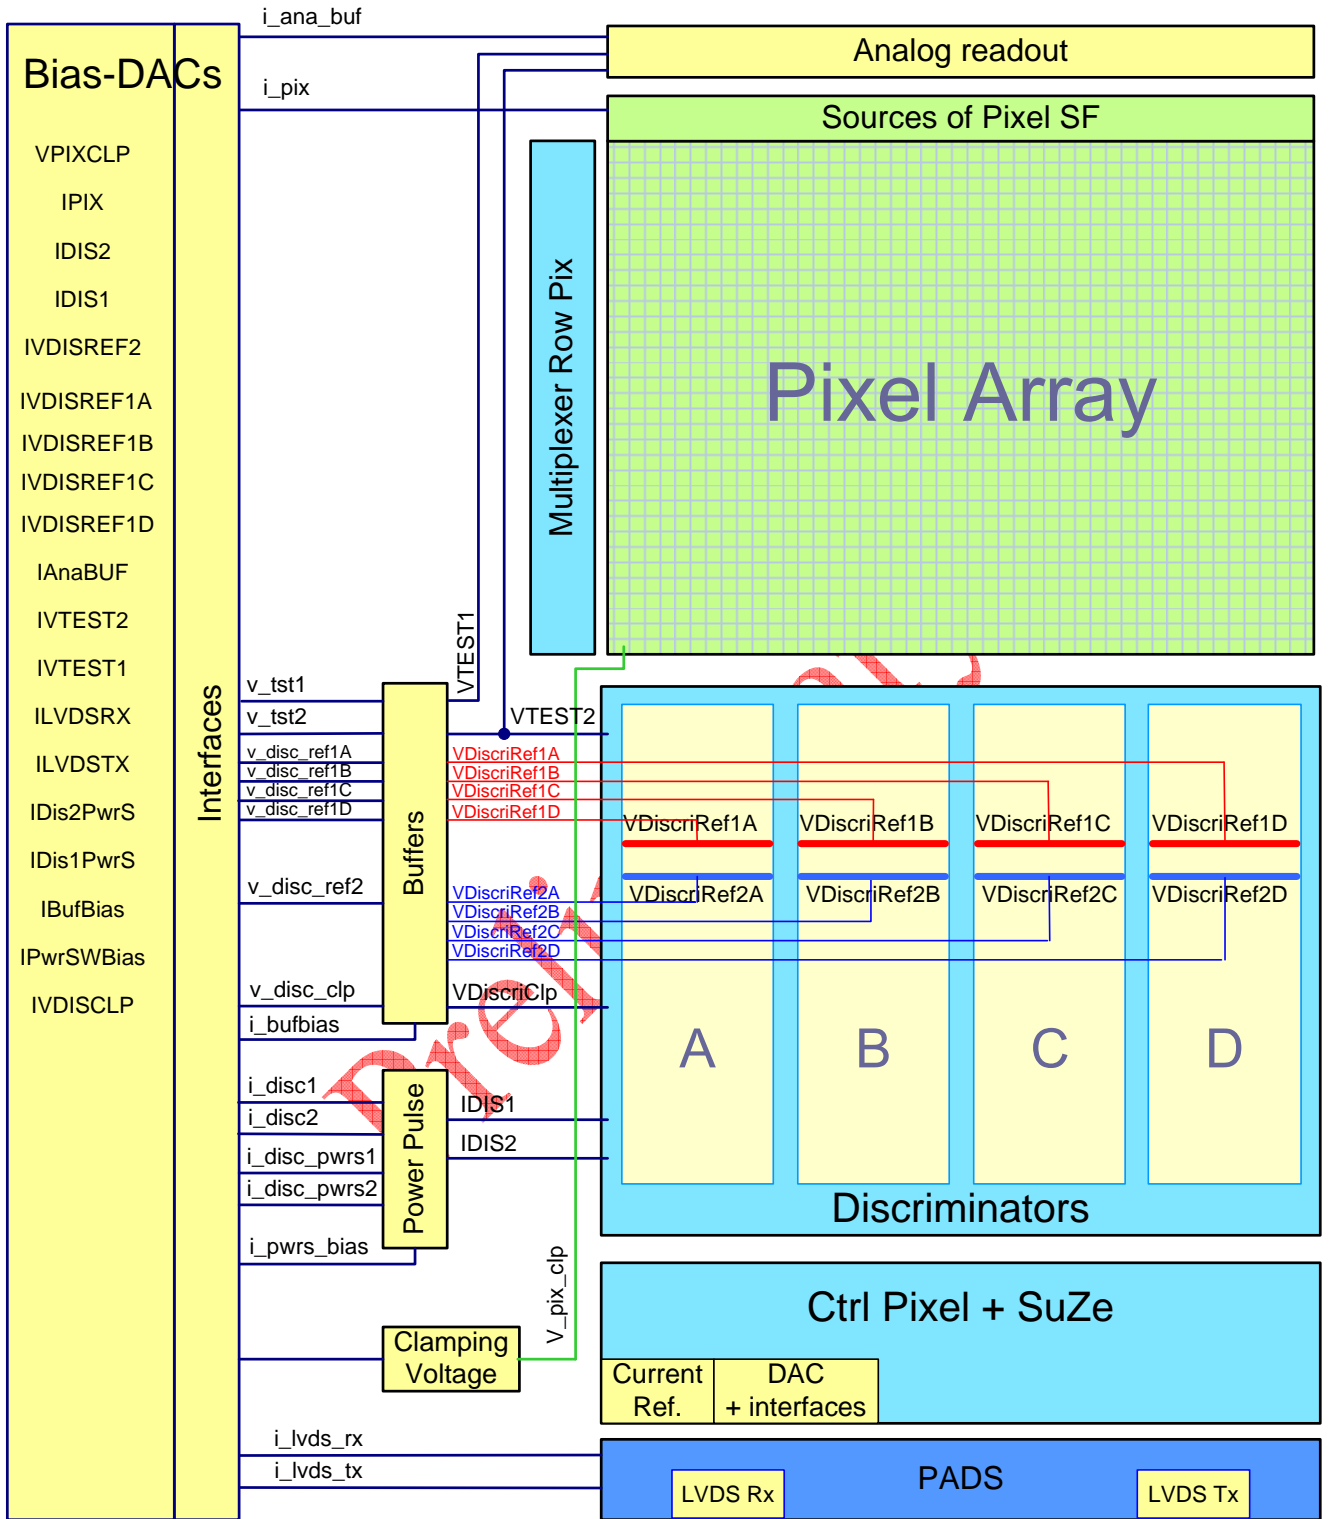 i_ana_buf
Analog readout
Bias-DACs
i_pix
Sources of Pixel SF
VPIXCLP
IPIX
IDIS2
IDIS1
IVDISREF2
IVDISREF1A
IVDISREF1B
IVDISREF1C
IVDISREF1D
IAnaBUF
IVTEST2
IVTEST1
ILVDSRX
ILVDSTX
IDis2PwrS
IDis1PwrS
IBufBias
IPwrSWBias
IVDISCLP
Interfaces
Multiplexer Row Pix
Pixel Array
VTEST1
v_tst1
v_tst2
VTEST2
v_disc_ref1A
v_disc_ref1B
v_disc_ref1C
v_disc_ref1D
v_disc_ref2
v_disc_clp
i_bufbias
Buffers
VDiscriRef1A
VDiscriRef1B
VDiscriRef1C
VDiscriRef1D
VDiscriRef2A
VDiscriRef2B
VDiscriRef2C
VDiscriRef2D
VDiscriClp
VDiscriRef1A
VDiscriRef1B
VDiscriRef1C
VDiscriRef1D
VDiscriRef2A
VDiscriRef2B
VDiscriRef2C
VDiscriRef2D
A
B
C
D
Discriminators
i_disc1
i_disc2
i_disc_pwrs1
i_disc_pwrs2
i_pwrs_bias
Power Pulse
IDIS1
IDIS2
V_pix_clp
Clamping
Voltage
Ctrl Pixel + SuZe
Current
Ref.
DAC
+ interfaces
i_lvds_rx
i_lvds_tx
PADS
LVDS Rx
LVDS Tx